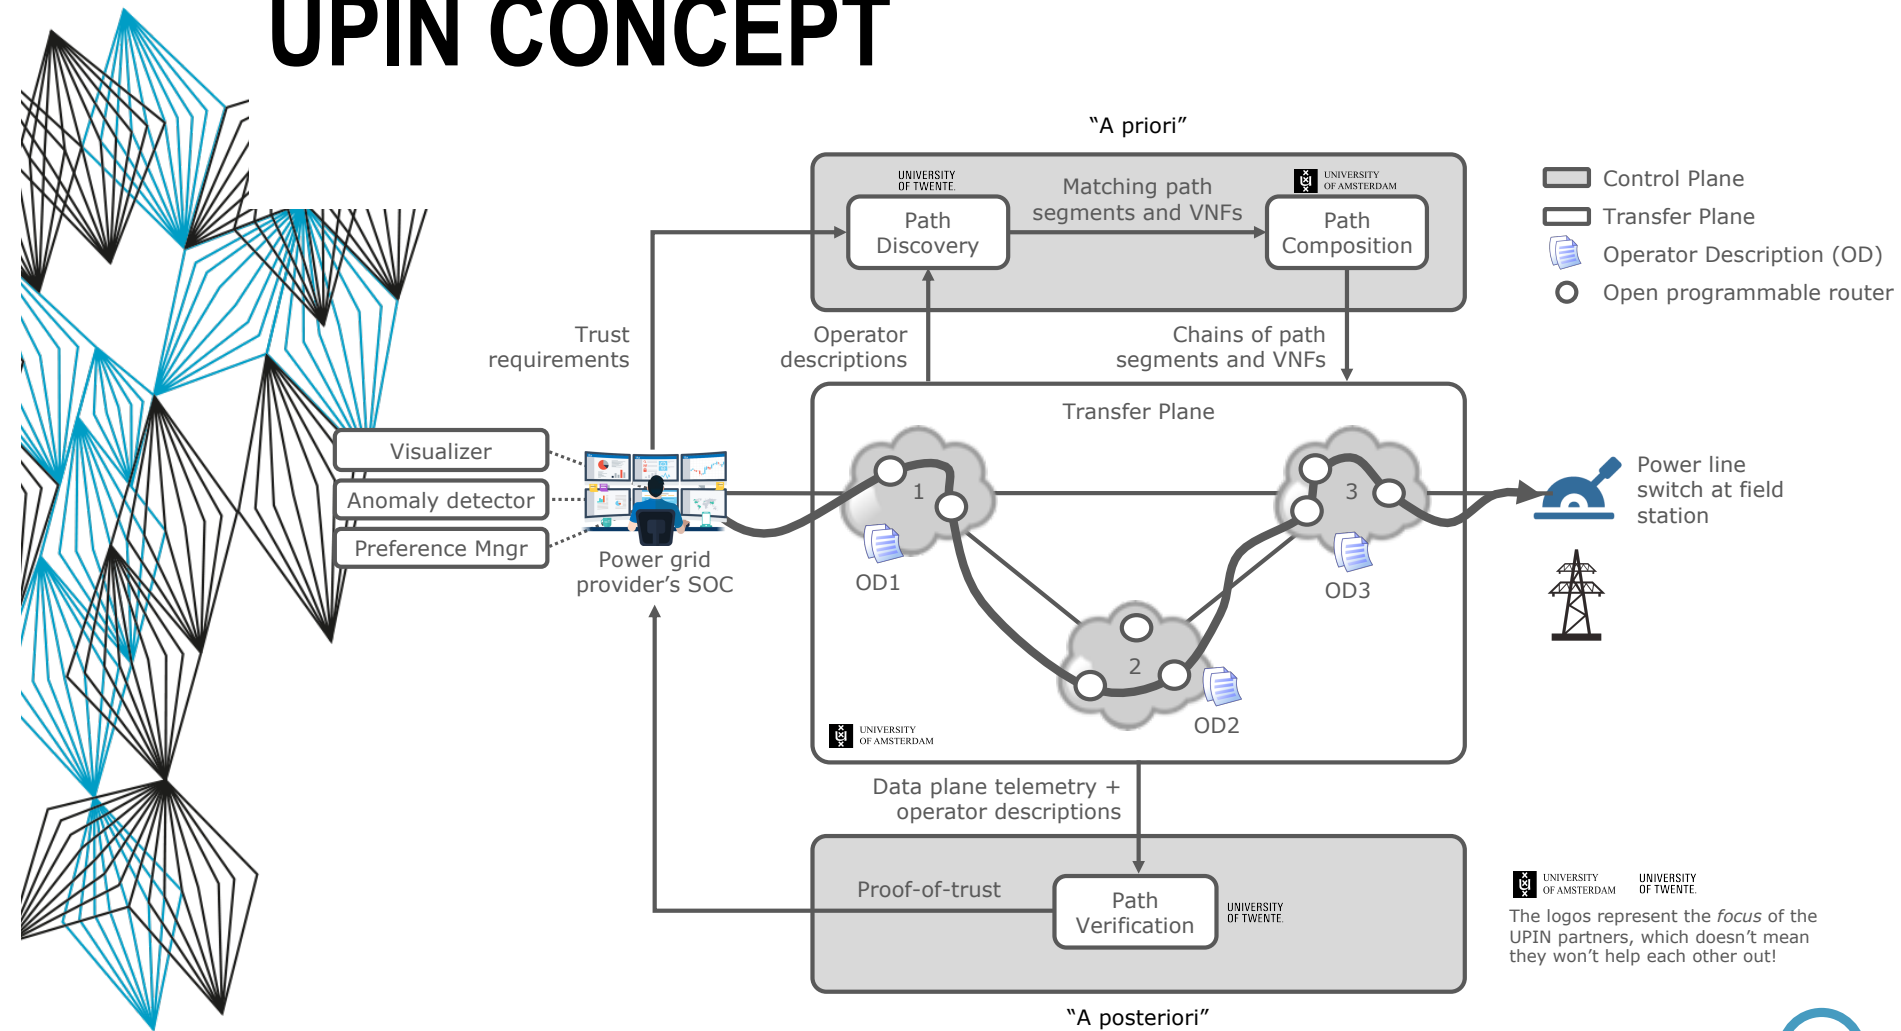 UPIN CONCEPT
“A priori”
UNIVERSITY
OF TWENTE.
Path
Discovery
Matching path
segments and VNFs
UNIVERSITY
OF AMSTERDAM
Path
Composition
Control Plane
Transfer Plane
Operator Description (OD)
Open programmable router
Trust
requirements
Operator
descriptions
Chains of path
segments and VNFs
Transfer Plane
Visualizer
Anomaly detector
Preference Mngr
Power grid
provider’s SOC
1
OD1
2
OD2
3
OD3
Power line
switch at field
station
UNIVERSITY
OF AMSTERDAM
Data plane telemetry +
operator descriptions
Proof-of-trust
Path
Verification
UNIVERSITY
OF TWENTE.
“A posteriori”
UNIVERSITY
OF AMSTERDAM
UNIVERSITY
OF TWENTE.
The logos represent the focus of the
UPIN partners, which doesn’t mean
they won’t help each other out!